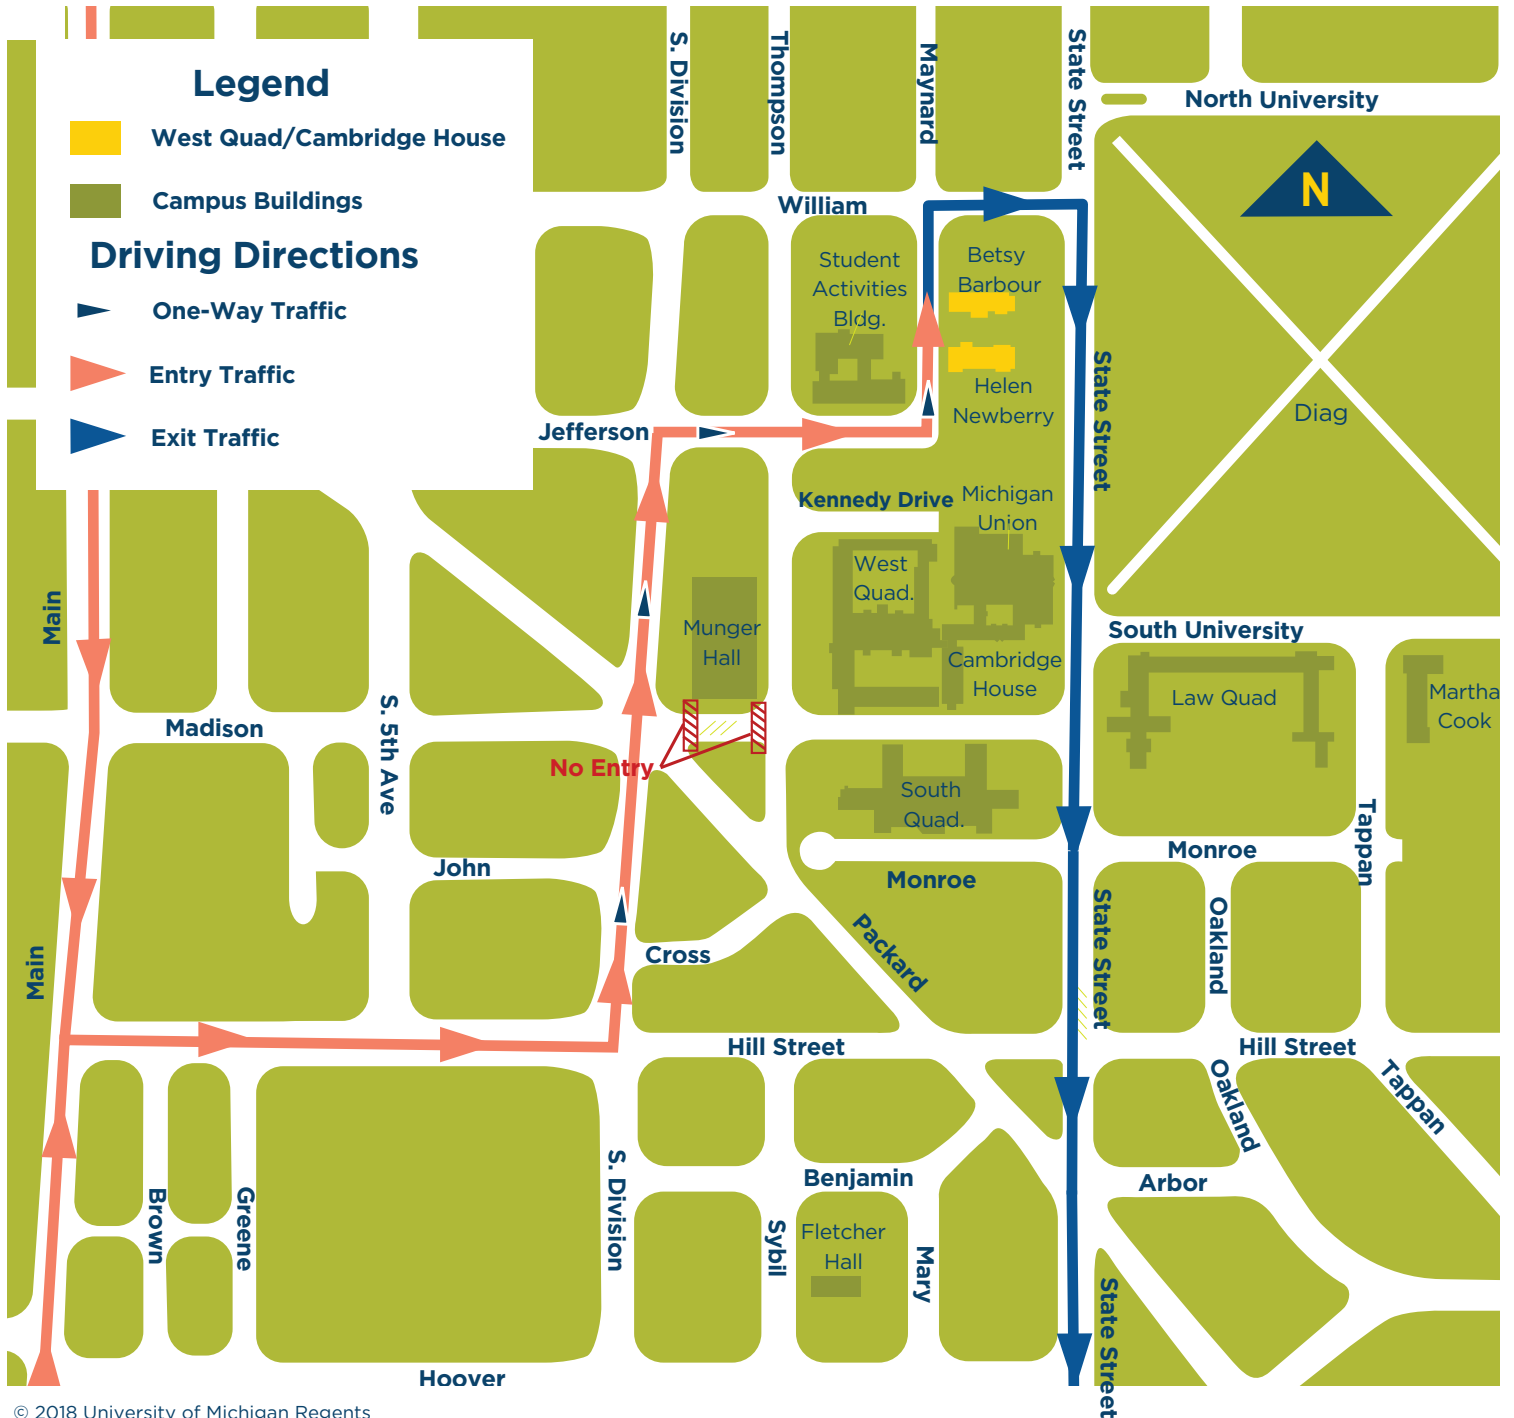 Legend
West Quad/Cambridge House
Campus Buildings
Driving Directions
One-Way Traffic
Entry Traffic
Exit Traffic
S. Division
Thompson
Maynard
State Street
North University
N
William
Student
Activities
Bldg.
Betsy
Barbour
Helen
Newberry
State Street
Diag
Jefferson
Kennedy Drive
Michigan
Union
West
Quad.
Main
Munger
Hall
Cambridge
House
South University
Law Quad
Martha
Cook
Madison
S. 5th Ave
No Entry
South
Quad.
Tappan
Monroe
John
Monroe
Packard
State Street
Oakland
Main
Cross
Hill Street
Hill Street
Oakland
Tappan
Brown
Greene
S. Division
Benjamin
Arbor
Sybil
Fletcher
Hall
Mary
State Street
Hoover
© 2018 University of Michigan Regents